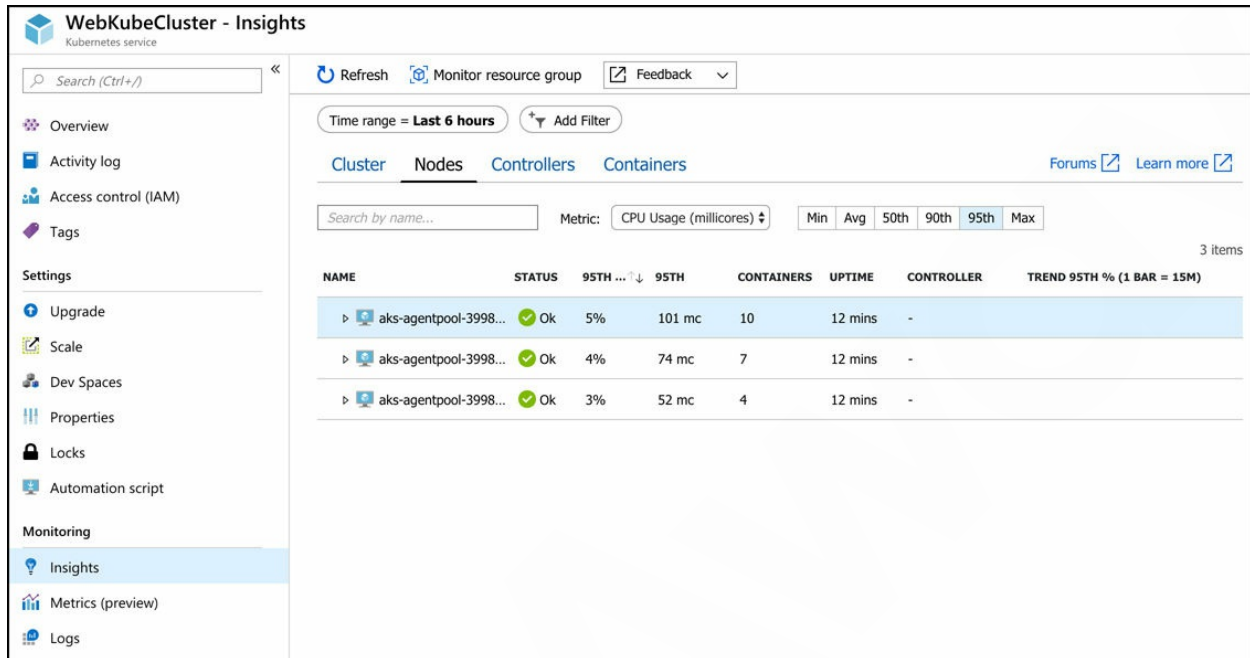 WebKubeCluster - Insights
Kubernetes service
Search (Ctrl+/)
«
Overview
Activity log
Access control (IAM)
Tags
Settings
Upgrade
Scale
Dev Spaces
Properties
Locks
Automation script
Monitoring
Insights
Metrics (preview)
Logs
Refresh Monitor resource group Feedback
Time range = Last 6 hours Add Filter
Cluster Nodes Controllers Containers Forums Learn more
Search by name... Metric: CPU Usage (millicores) Min Avg 50th 90th 95th Max
3 items
NAME STATUS 95TH ...↑↓ 95TH CONTAINERS UPTIME CONTROLLER TREND 95TH % (1 BAR = 15M)
aks-agentpool-3998... Ok 5% 101 mc 10 12 mins -
aks-agentpool-3998... Ok 4% 74 mc 7 12 mins -
aks-agentpool-3998... Ok 3% 52 mc 4 12 mins -